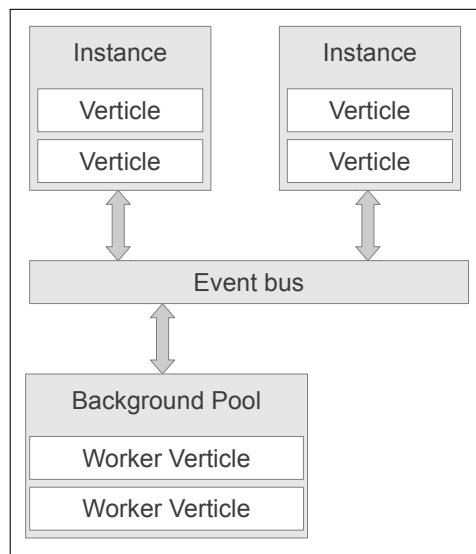 Instance
Verticle
Verticle
Instance
Verticle
Verticle
Event bus
Background Pool
Worker Verticle
Worker Verticle